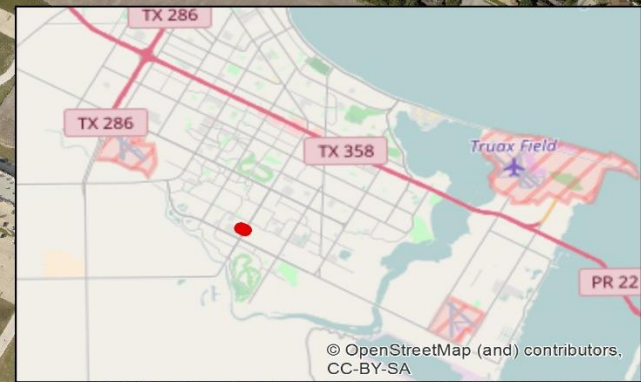 TX 286
TX 286
TX 358
Truax Field
PR 22
© OpenStreetMap (and) contributors,
CC-BY-SA